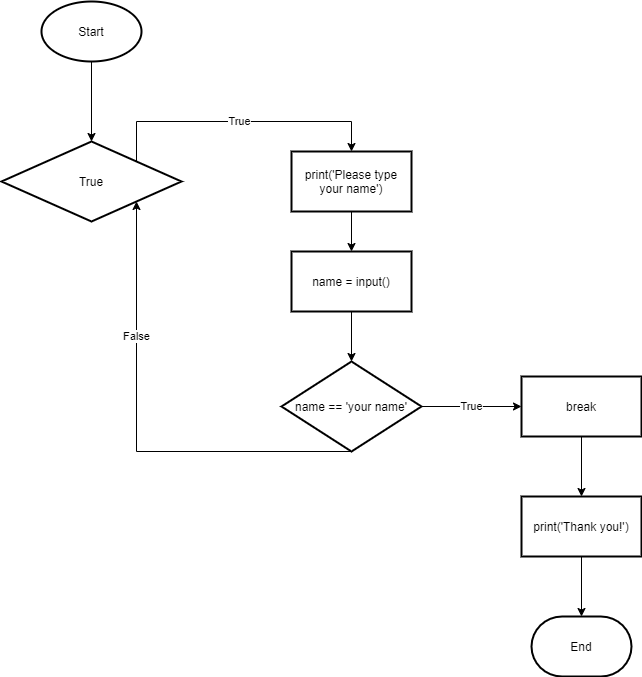 Start
True
True
print('Please type
your name')
name = input()
False
name == 'your name'
True
break
print('Thank you!')
End